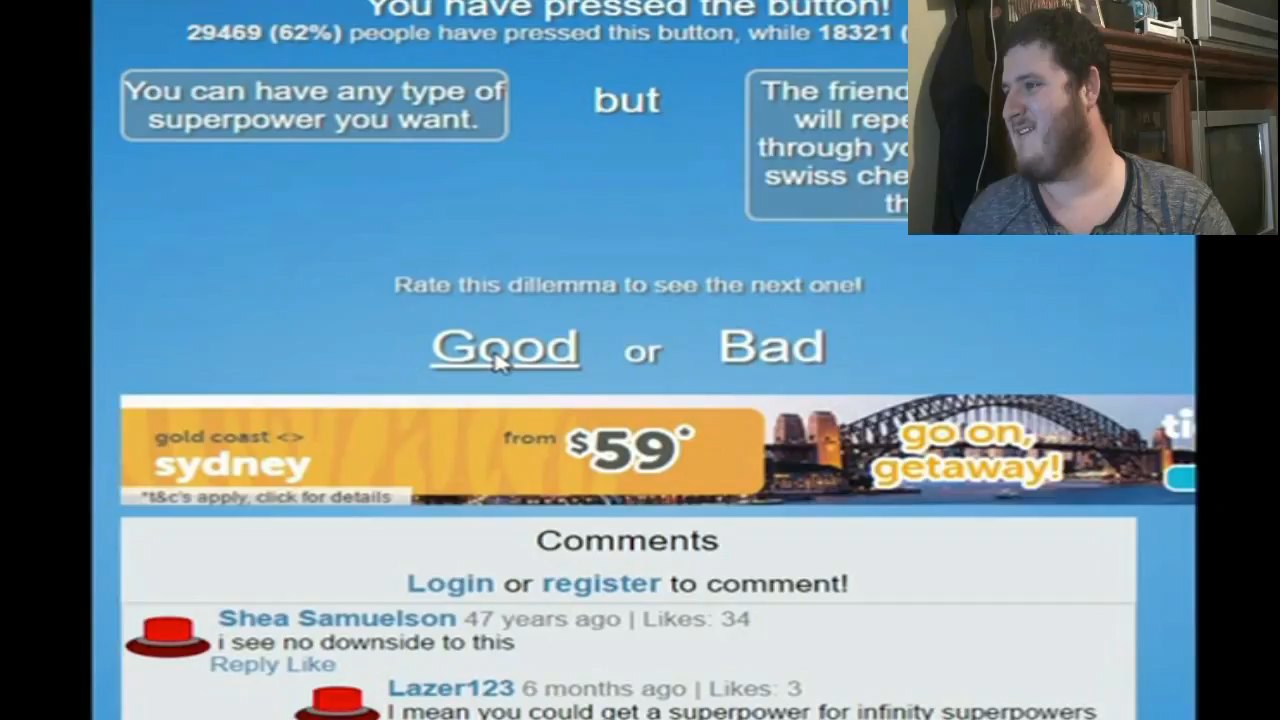 You have pressed the button!
29469 (62%) people have pressed this button, while 18321 (
You can have any type of
superpower you want.
but
The friend
will repe
through yo
swiss che
th
Rate this dillemma to see the next one!
Good or Bad
gold coast <>
sydney
from $59*
*t&c's apply, click for details
go on,
getaway!
ti
Comments
Login or register to comment!
Shea Samuelson 47 years ago | Likes: 34
i see no downside to this
Reply Like
Lazer123 6 months ago | Likes: 3
I mean you could get a superpower for infinity superpowers